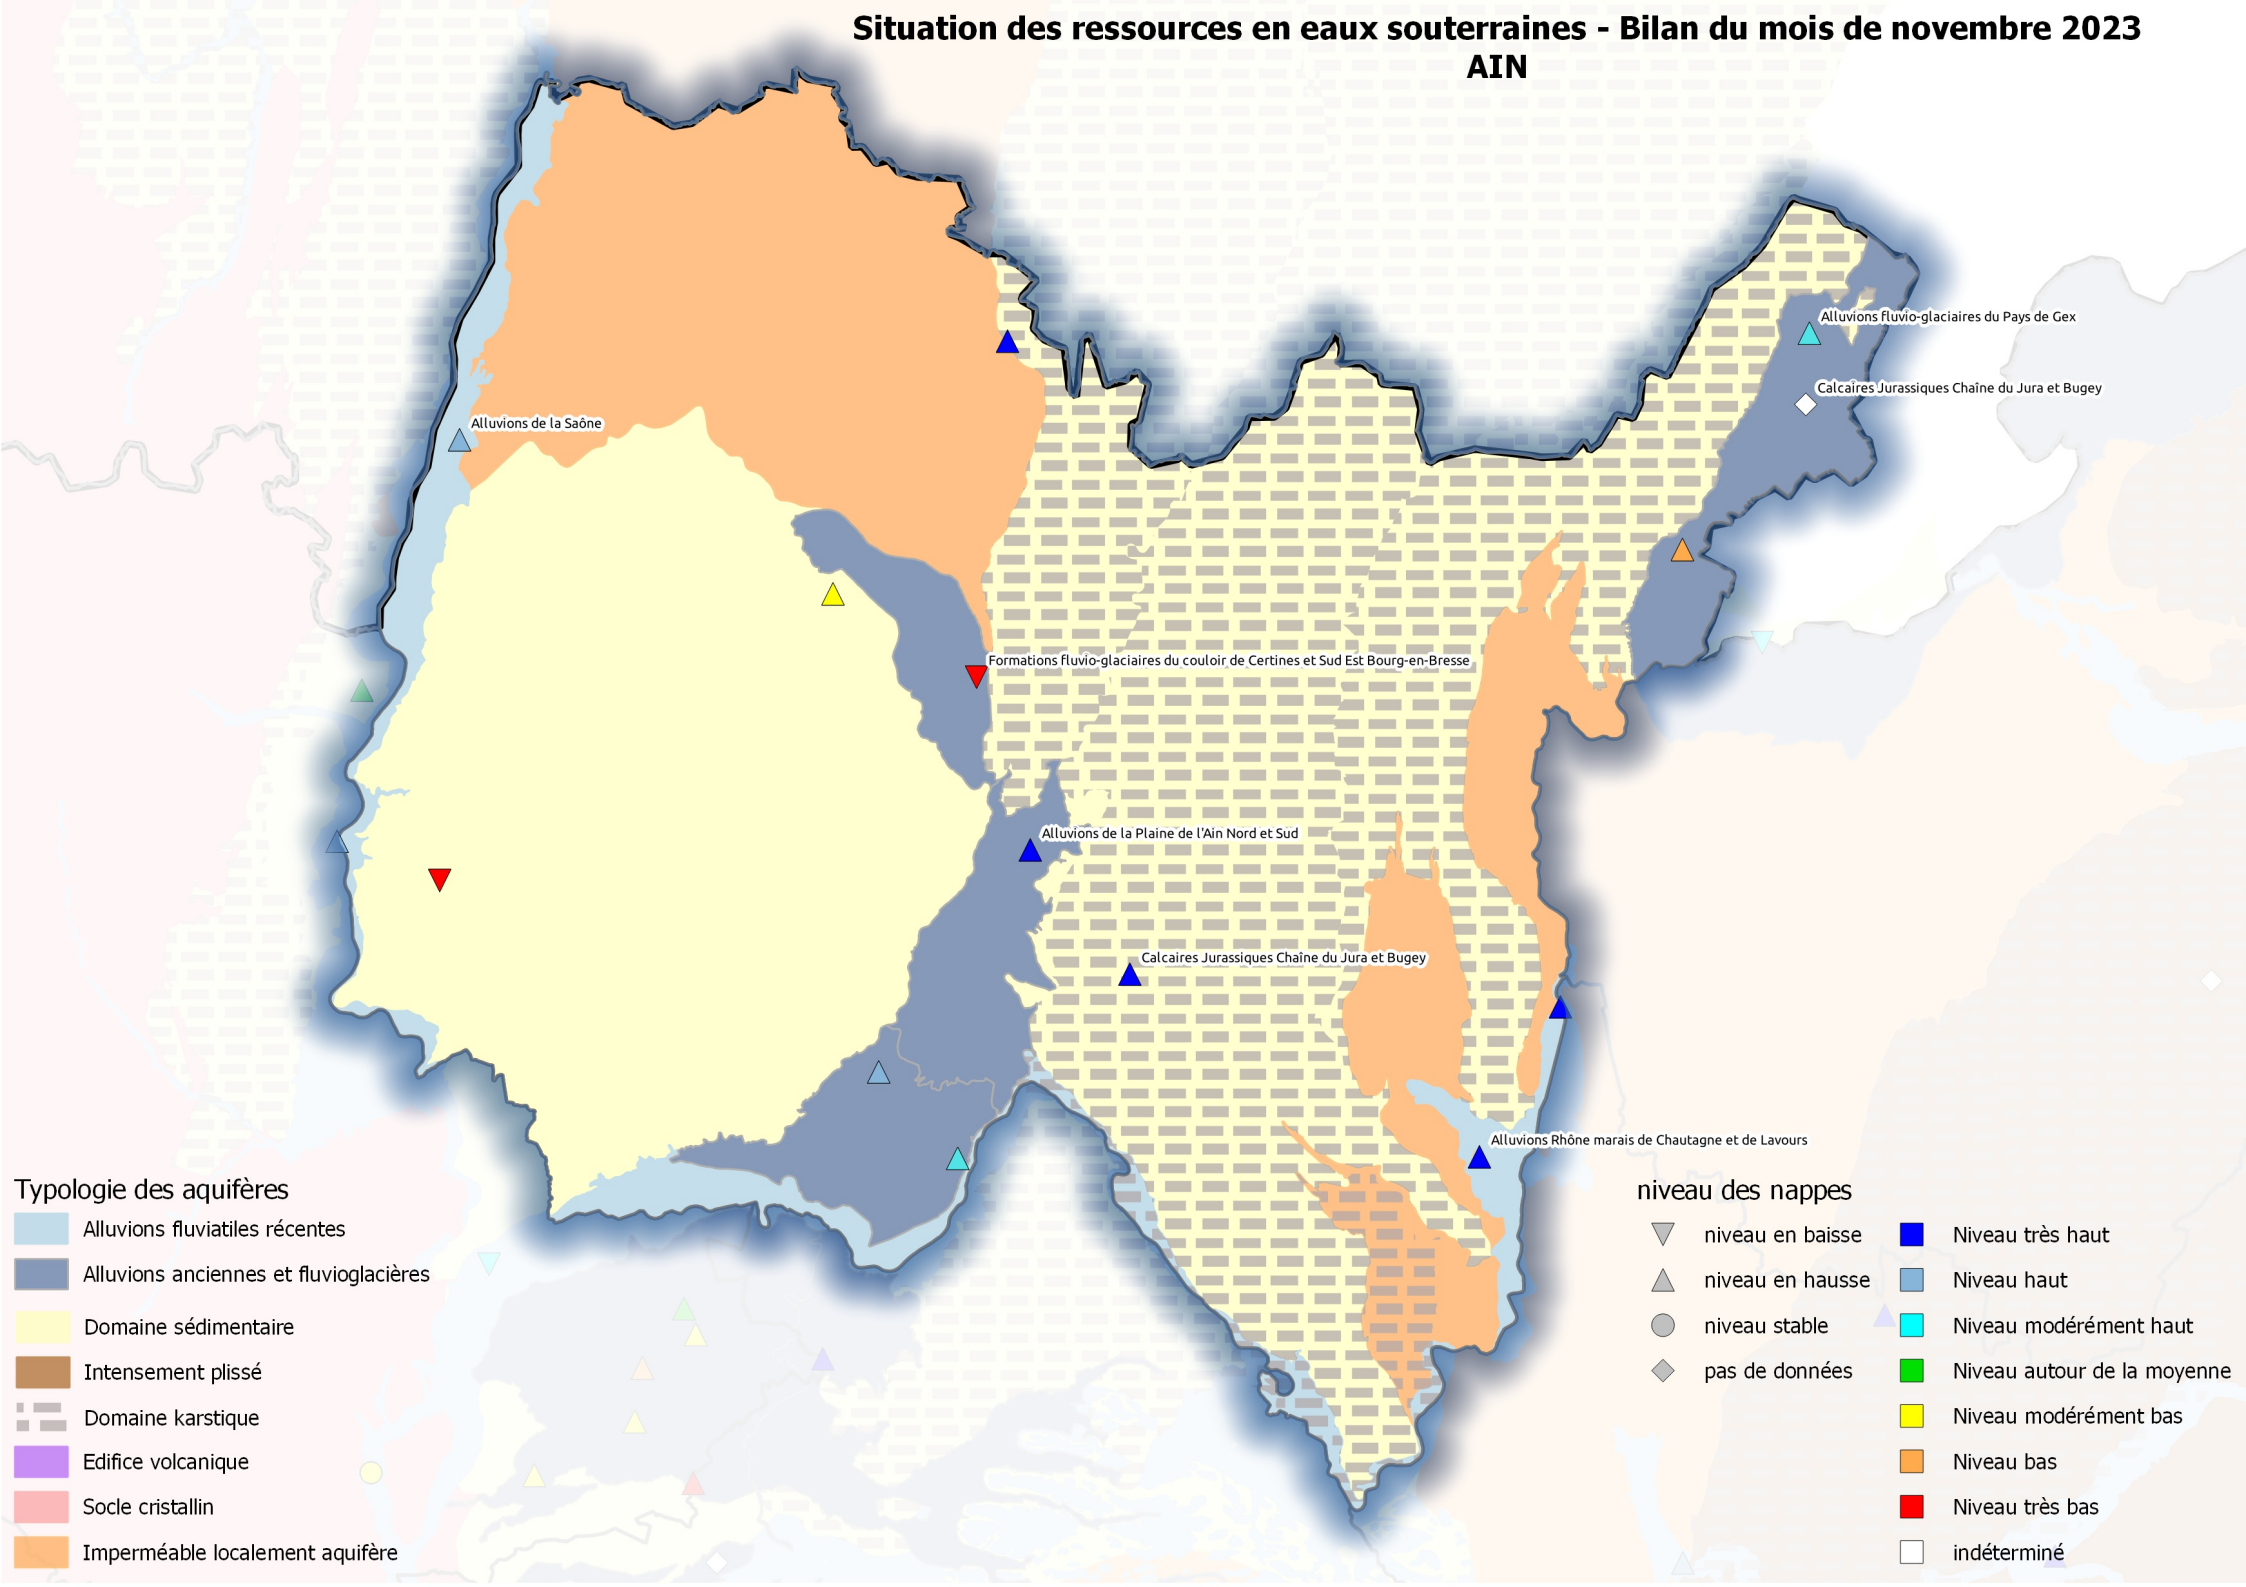 Situation des ressources en eaux souterraines - Bilan du mois de novembre 2023
AIN
Alluvions fluvio-glaciaires du Pays de Gex
Calcaires Jurassiques Chaîne du Jura et Bugey
Alluvions de la Saône
Formations fluvio-glaciaires du couloir de Certines et Sud Est Bourg-en-Bresse
Alluvions de la Plaine de l'Ain Nord et Sud
Calcaires Jurassiques Chaîne du Jura et Bugey
Alluvions Rhône marais de Chautagne et de Lavours
Typologie des aquifères
Alluvions fluviatiles récentes
Alluvions anciennes et fluvioglacières
Domaine sédimentaire
Intensement plissé
Domaine karstique
Edifice volcanique
Socle cristallin
Imperméable localement aquifère
niveau des nappes
niveau en baisse
niveau en hausse
niveau stable
pas de données
Niveau très haut
Niveau haut
Niveau modérément haut
Niveau autour de la moyenne
Niveau modérément bas
Niveau bas
Niveau très bas
indéterminé